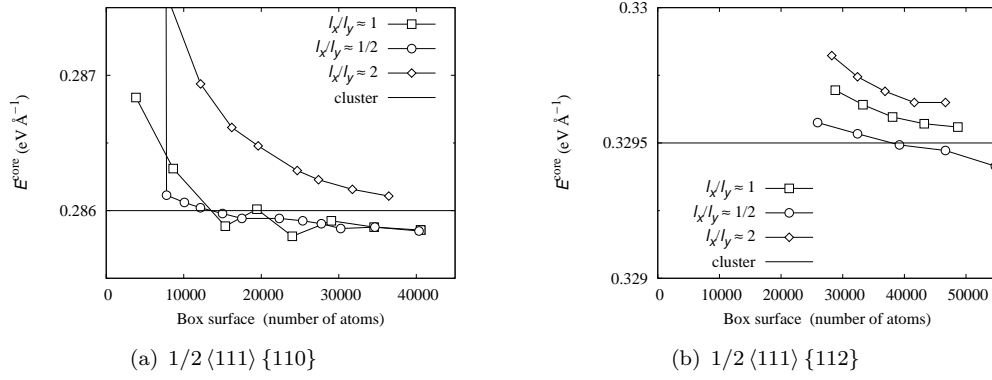 0.287
0.286
E^core (eV Å⁻¹)
0 10000 20000 30000 40000
Box surface (number of atoms)
l_x/l_y ≈ 1
l_x/l_y ≈ 1/2
l_x/l_y ≈ 2
cluster
(a) 1/2 ⟨111⟩ {110}
0.33
0.3295
0.329
E^core (eV Å⁻¹)
0 10000 20000 30000 40000 50000
Box surface (number of atoms)
l_x/l_y ≈ 1
l_x/l_y ≈ 1/2
l_x/l_y ≈ 2
cluster
(b) 1/2 ⟨111⟩ {112}